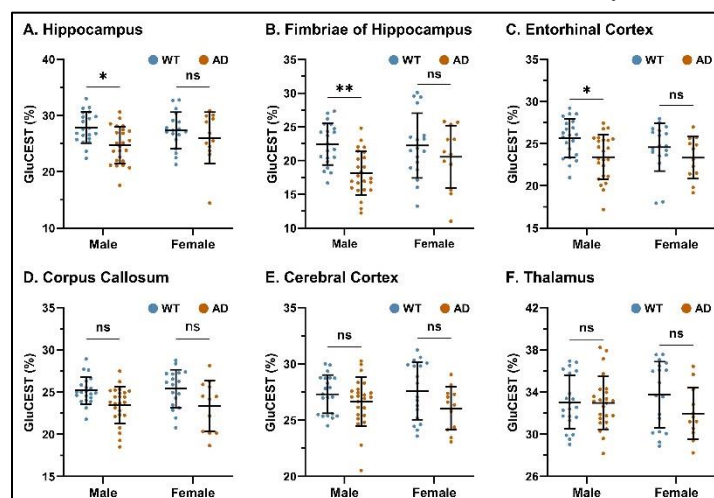 A. Hippocampus
WT AD
GluCEST (%)
40
30
20
10
* ns
Male Female
B. Fimbriae of Hippocampus
WT AD
GluCEST (%)
35
30
25
20
15
10
** ns
Male Female
C. Entorhinal Cortex
WT AD
GluCEST (%)
35
30
25
20
15
* ns
Male Female
D. Corpus Callosum
WT AD
GluCEST (%)
35
30
25
20
15
ns ns
Male Female
E. Cerebral Cortex
WT AD
GluCEST (%)
35
30
25
20
ns ns
Male Female
F. Thalamus
WT AD
GluCEST (%)
42
38
34
30
26
ns ns
Male Female